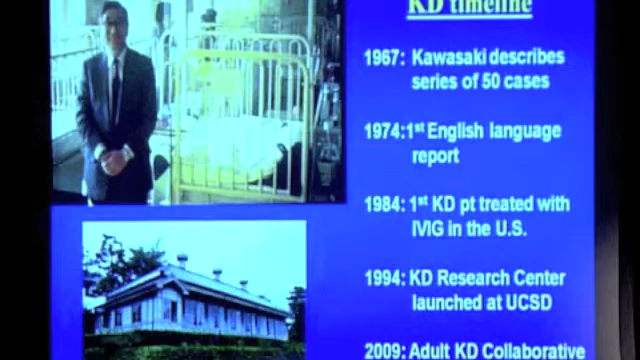 KD timeline
1967: Kawasaki describes
series of 50 cases
1974:1st English language
report
1984: 1st KD pt treated with
IVIG in the U.S.
1994: KD Research Center
launched at UCSD
2009: Adult KD Collaborative